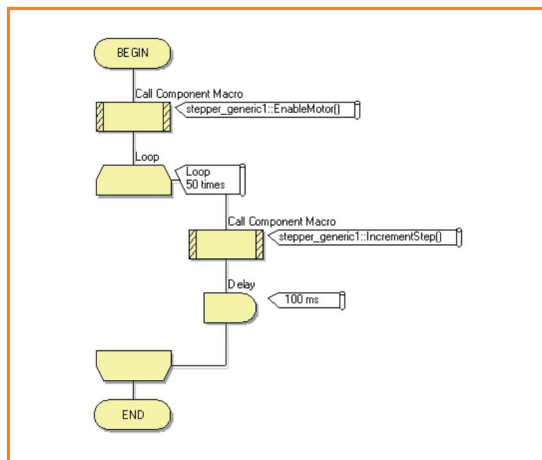 BEGIN
Call Component Macro
stepper_generic1::EnableMotor()
Loop
Loop
50 times
Call Component Macro
stepper_generic1::IncrementStep()
Delay
100 ms
END